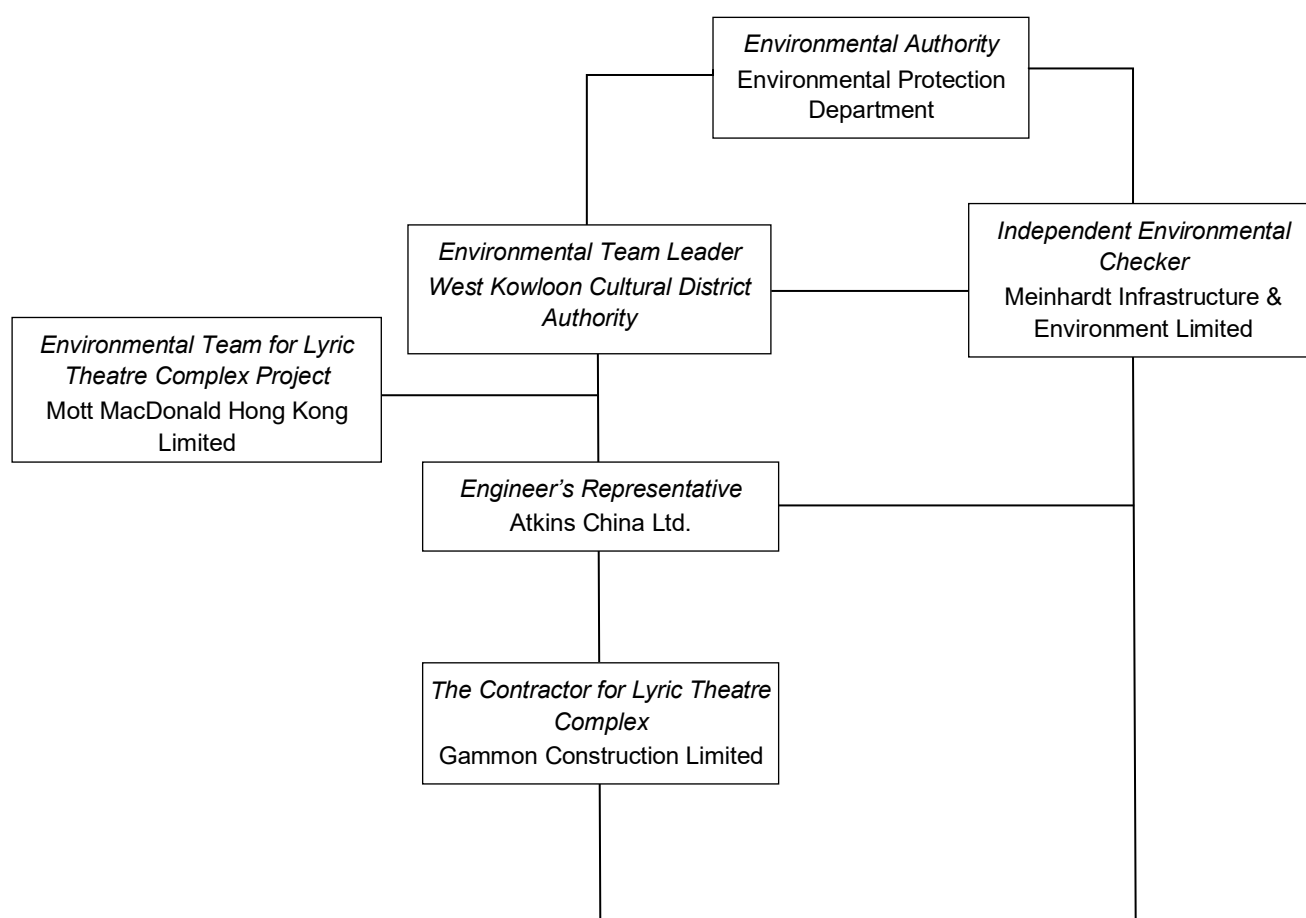 Environmental Authority
Environmental Protection
Department
Environmental Team Leader
West Kowloon Cultural District
Authority
Independent Environmental
Checker
Meinhardt Infrastructure &
Environment Limited
Environmental Team for Lyric
Theatre Complex Project
Mott MacDonald Hong Kong
Limited
Engineer’s Representative
Atkins China Ltd.
The Contractor for Lyric Theatre
Complex
Gammon Construction Limited